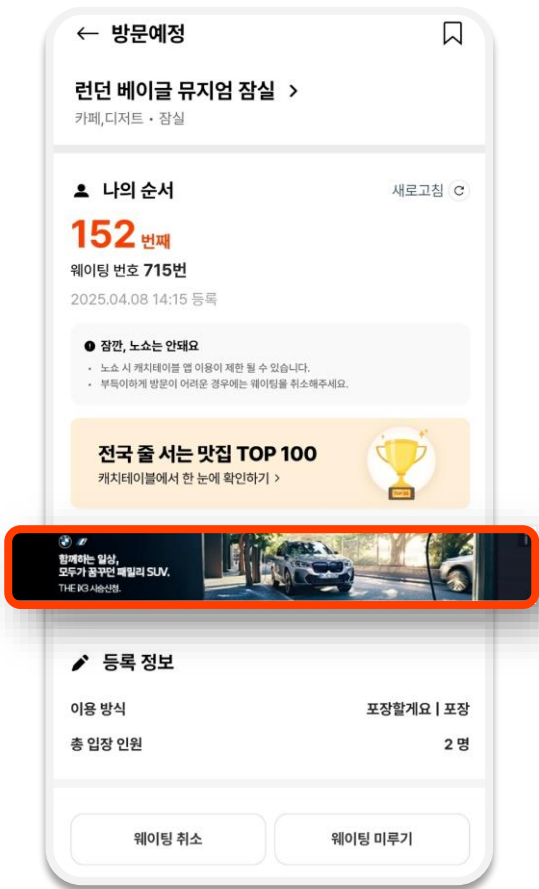 ← 방문예정
런던 베이글 뮤지엄 잠실 >
카페,디저트 • 잠실
나의 순서
새로고침
152 번째
웨이팅 번호 715번
2025.04.08 14:15 등록
잠깐, 노쇼는 안돼요
• 노쇼 시 캐치테이블 앱 이용이 제한 될 수 있습니다.
• 부득이하게 방문이 어려운 경우에는 웨이팅을 취소해주세요.
전국 줄 서는 맛집 TOP 100
캐치테이블에서 한 눈에 확인하기 >
함께하는 일상,
모두가 꿈꾸던 패밀리 SUV.
THE iX3 시승신청.
등록 정보
이용 방식
포장할게요 | 포장
총 입장 인원
2 명
웨이팅 취소
웨이팅 미루기